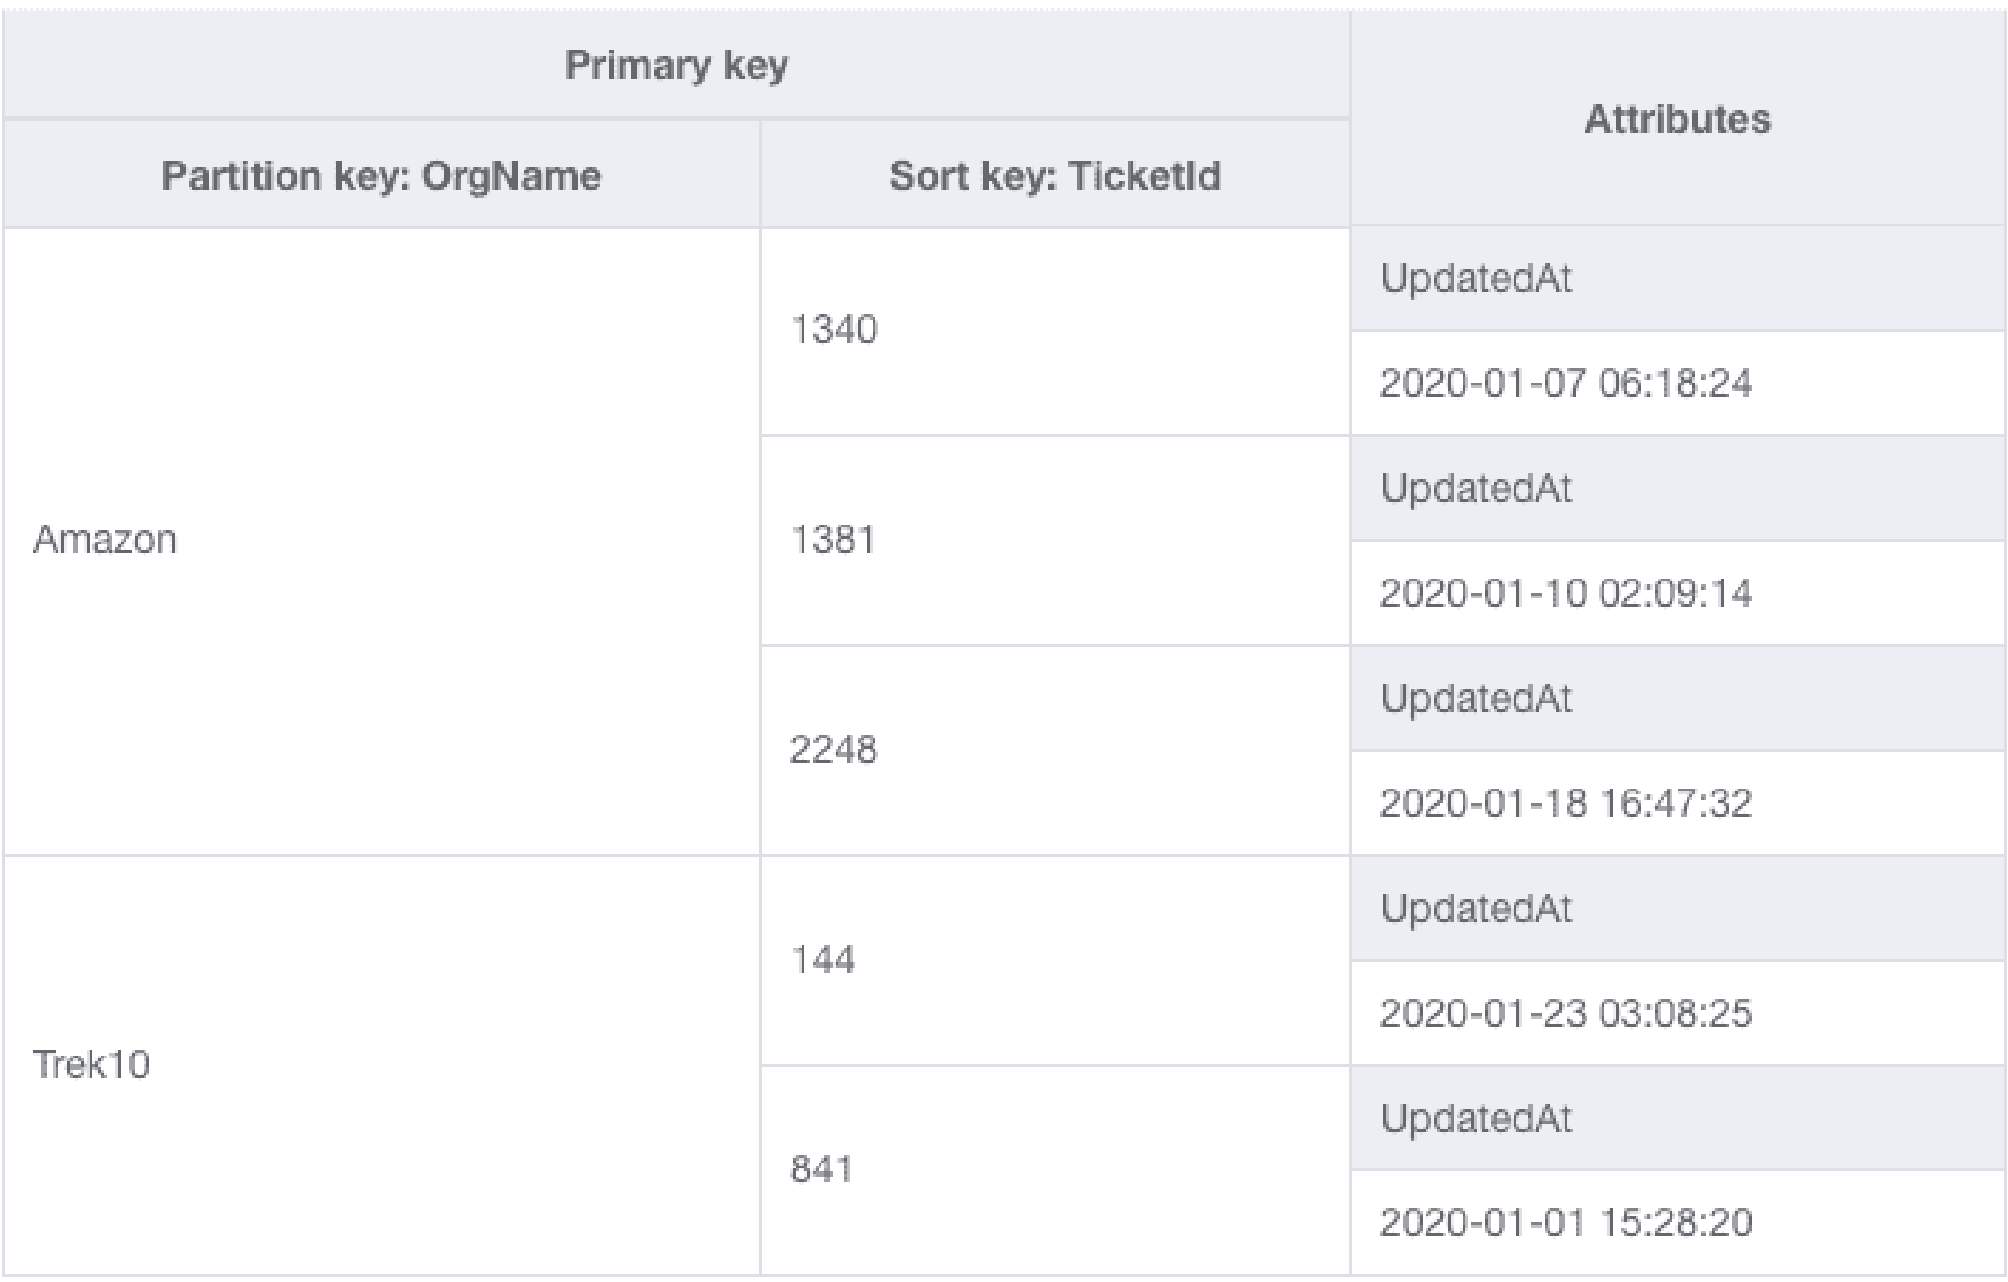 Primary key
Attributes
Partition key: OrgName
Sort key: TicketId
Amazon
1340
UpdatedAt
2020-01-07 06:18:24
1381
UpdatedAt
2020-01-10 02:09:14
2248
UpdatedAt
2020-01-18 16:47:32
Trek10
144
UpdatedAt
2020-01-23 03:08:25
841
UpdatedAt
2020-01-01 15:28:20